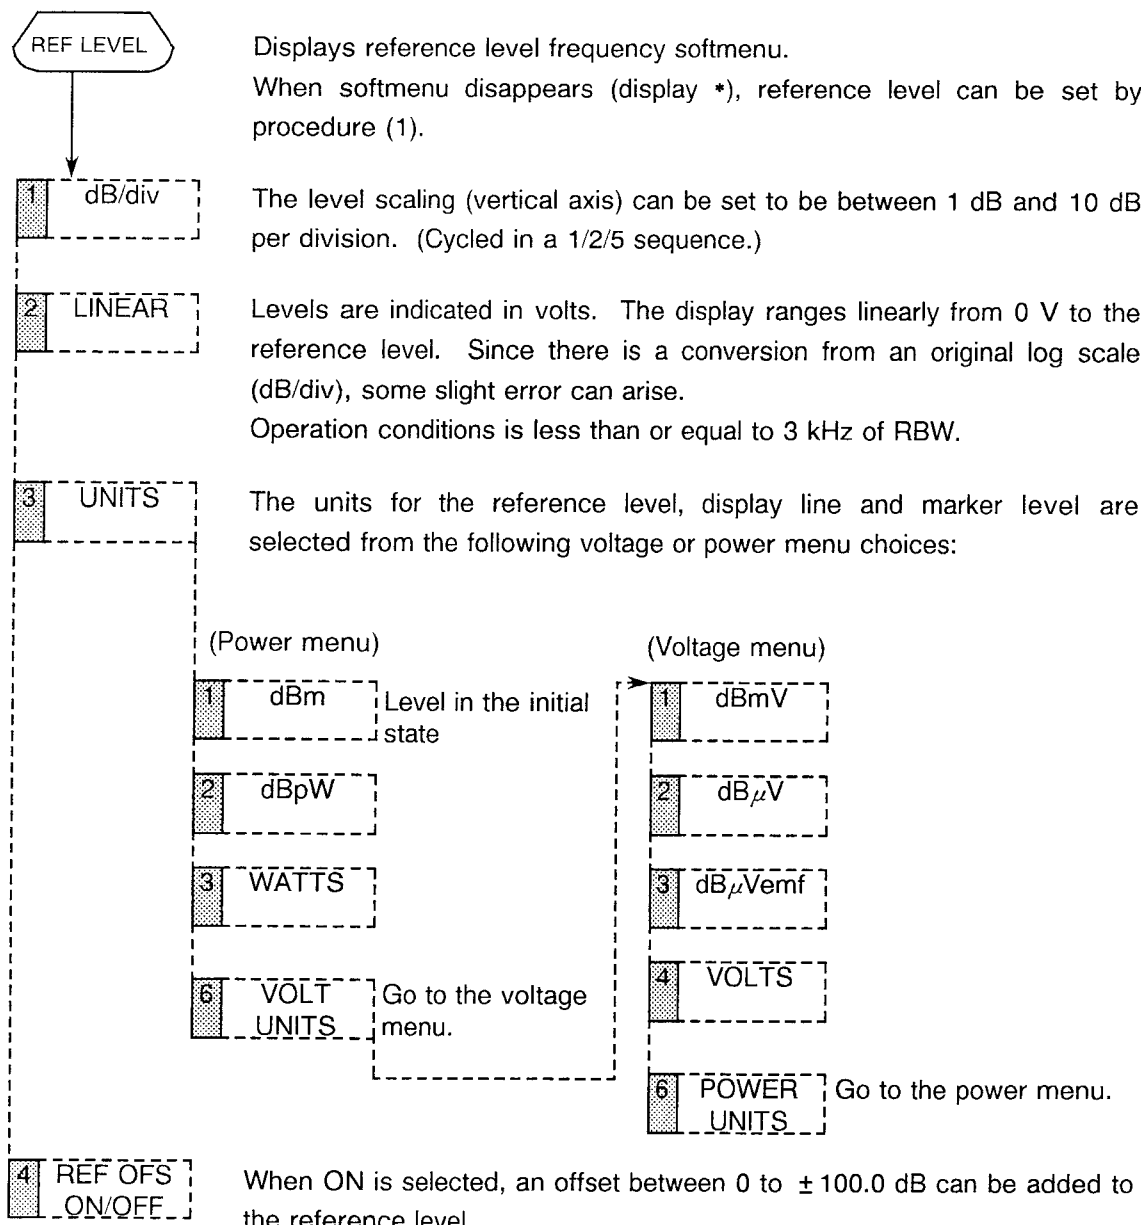 REF LEVEL
Displays reference level frequency softmenu.
When softmenu disappears (display *), reference level can be set by
procedure (1).
1 dB/div
The level scaling (vertical axis) can be set to be between 1 dB and 10 dB
per division. (Cycled in a 1/2/5 sequence.)
2 LINEAR
Levels are indicated in volts. The display ranges linearly from 0 V to the
reference level. Since there is a conversion from an original log scale
(dB/div), some slight error can arise.
Operation conditions is less than or equal to 3 kHz of RBW.
3 UNITS
The units for the reference level, display line and marker level are
selected from the following voltage or power menu choices:
(Power menu)
1 dBm
Level in the initial
state
2 dBpW
3 WATTS
6 VOLT
UNITS
Go to the voltage
menu.
(Voltage menu)
1 dBmV
2 dBμV
3 dBμVemf
4 VOLTS
6 POWER
UNITS
Go to the power menu.
4 REF OFS
ON/OFF
When ON is selected, an offset between 0 to ±100.0 dB can be added to
the reference level